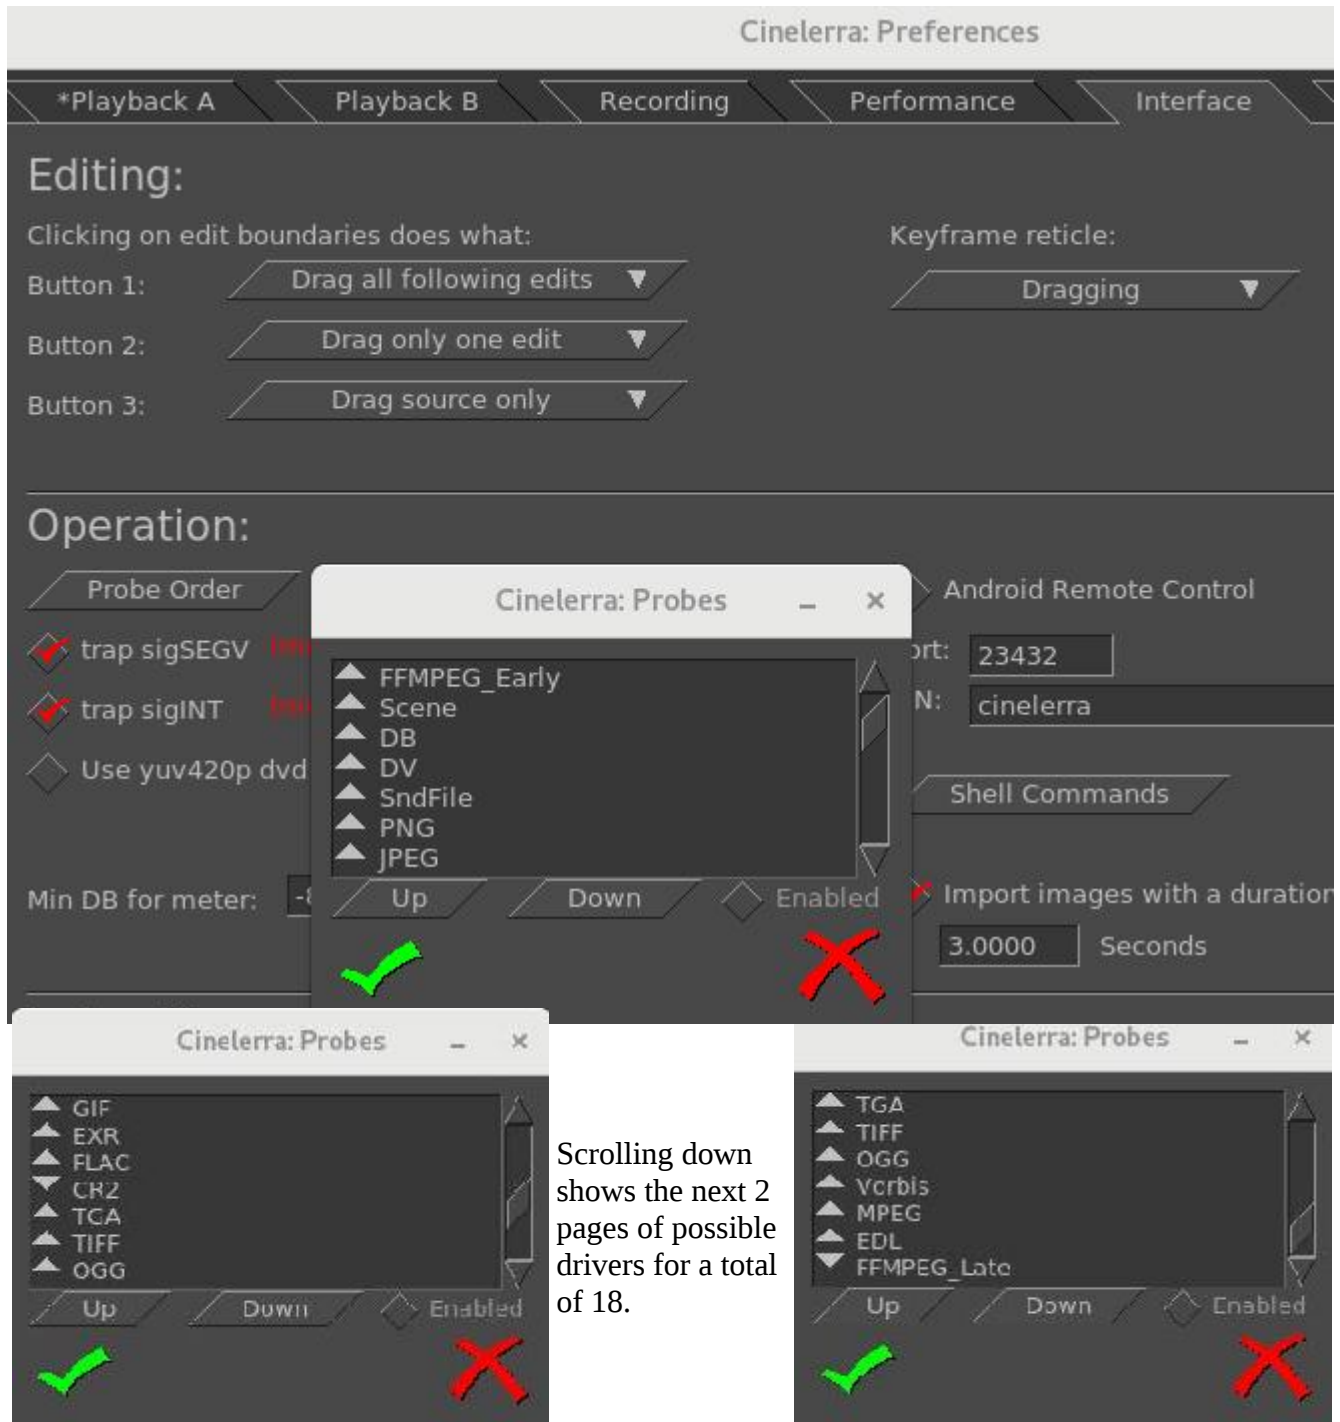 Cinelerra: Preferences
*Playback A Playback B Recording Performance Interface
Editing:
Clicking on edit boundaries does what: Keyframe reticle:
Button 1: Drag all following edits Dragging
Button 2: Drag only one edit
Button 3: Drag source only
Operation:
Probe Order Android Remote Control
trap sigSEGV
trap sigINT
Use yuv420p dvd
Min DB for meter:
Cinelerra: Probes
FFMPEG_Early
Scene
DB
DV
SndFile
PNG
JPEG
Up Down Enabled
ort: 23432
N: cinelerra
Shell Commands
Import images with a duration
3.0000 Seconds
Cinelerra: Probes
GIF
EXR
FLAC
CR2
TGA
TIFF
OGG
Up Down Enabled
Scrolling down
shows the next 2
pages of possible
drivers for a total
of 18.
Cinelerra: Probes
TGA
TIFF
OGG
Vorbis
MPEG
EDL
FFMPEG_Late
Up Down Enabled